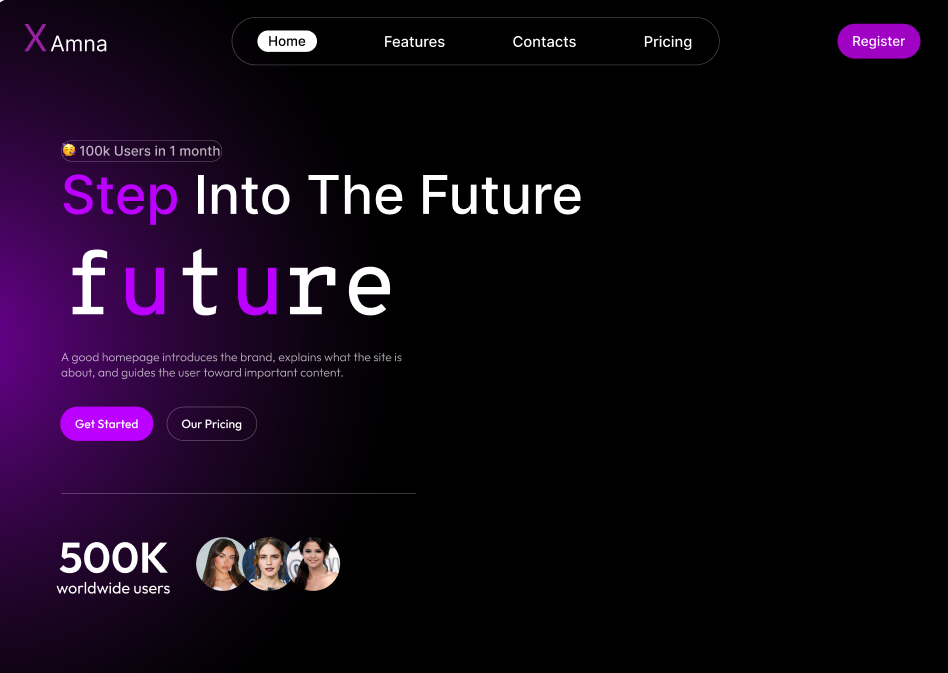 X Amna
Home
Features
Contacts
Pricing
Register
🥳 100k Users in 1 month
Step Into The Future
future
A good homepage introduces the brand, explains what the site is
about, and guides the user toward important content.
Get Started
Our Pricing
500K
worldwide users